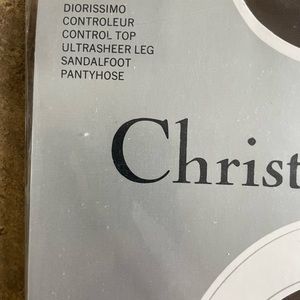 DIORISSIMO
CONTROLEUR
CONTROL TOP
ULTRASHEER LEG
SANDALFOOT
PANTYHOSE
Christ